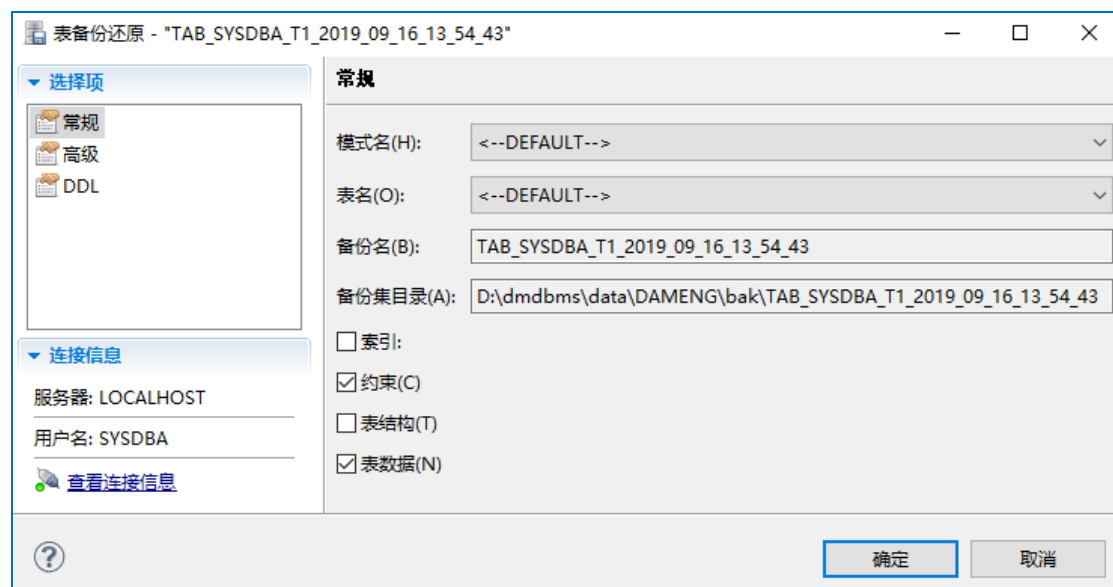 表备份还原 - "TAB_SYSDBA_T1_2019_09_16_13_54_43"
选择项
常规
高级
DDL
连接信息
服务器: LOCALHOST
用户名: SYSDBA
查看连接信息
常规
模式名(H): <--DEFAULT-->
表名(O): <--DEFAULT-->
备份名(B): TAB_SYSDBA_T1_2019_09_16_13_54_43
备份集目录(A): D:\dmdbms\data\DAMENG\bak\TAB_SYSDBA_T1_2019_09_16_13_54_43
索引:
约束(C)
表结构(T)
表数据(N)
确定
取消